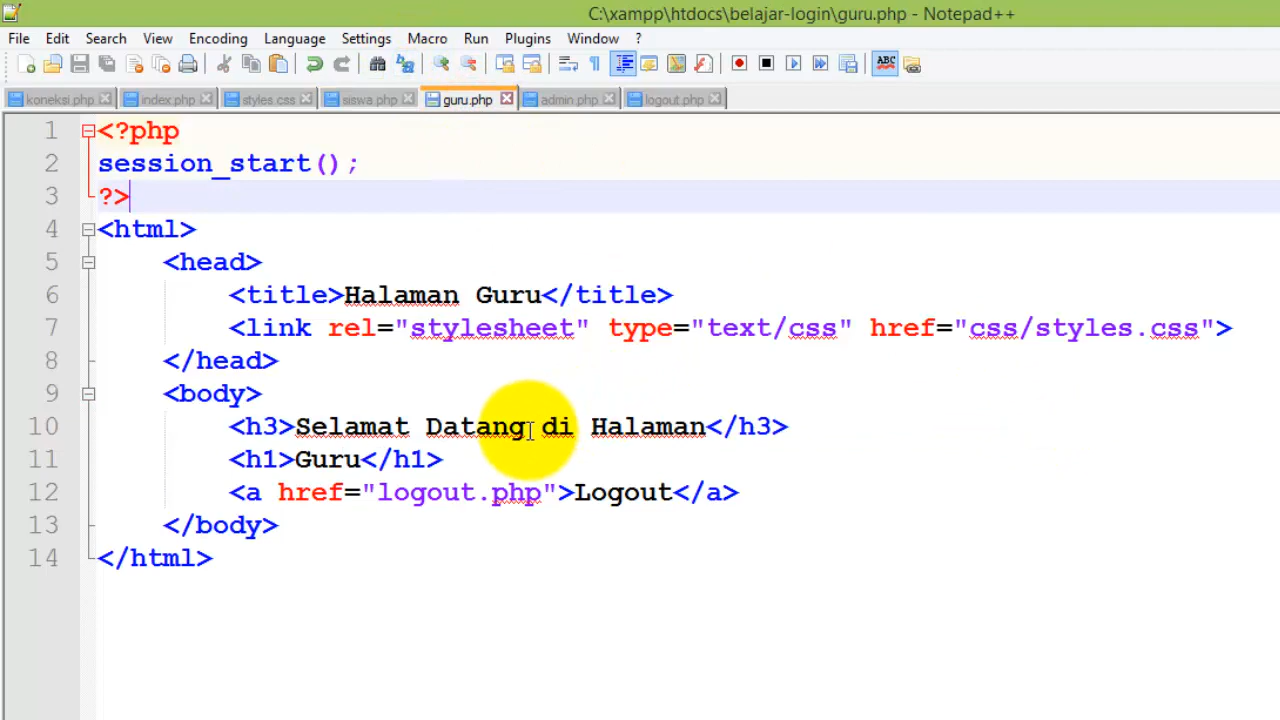 C:\xampp\htdocs\belajar-login\guru.php - Notepad++
File Edit Search View Encoding Language Settings Macro Run Plugins Window ?
ABC
koneksi.php index.php styles.css siswa.php guru.php admin.php logout.php
1 <?php
2 session_start();
3 ?>
4 <html>
5 <head>
6 <title>Halaman Guru</title>
7 <link rel="stylesheet" type="text/css" href="css/styles.css">
8 </head>
9 <body>
10 <h3>Selamat Datang di Halaman</h3>
11 <h1>Guru</h1>
12 <a href="logout.php">Logout</a>
13 </body>
14 </html>